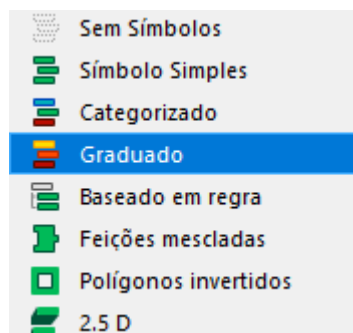 Sem Símbolos
Símbolo Simples
Categorizado
Graduado
Baseado em regra
Feições mescladas
Polígonos invertidos
2.5 D